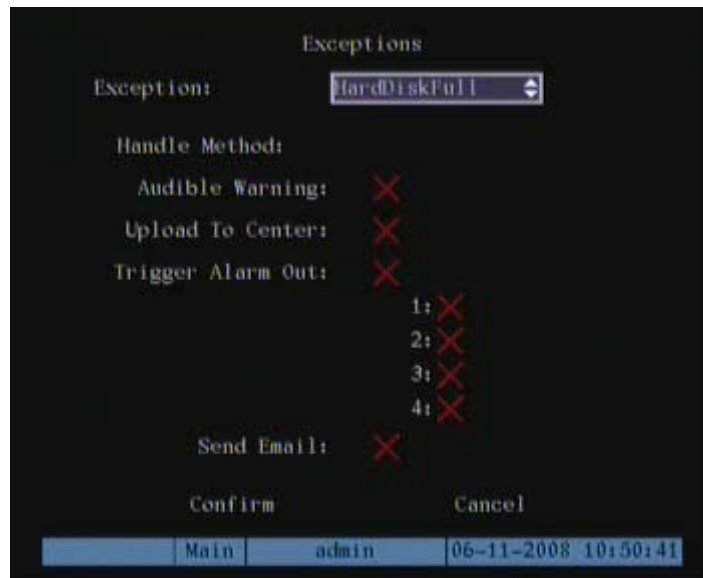 Exceptions
Exception: HardDiskFull
Handle Method:
Audible Warning:
Upload To Center:
Trigger Alarm Out:
1:
2:
3:
4:
Send Email:
Confirm Cancel
Main admin 06-11-2008 10:50:41